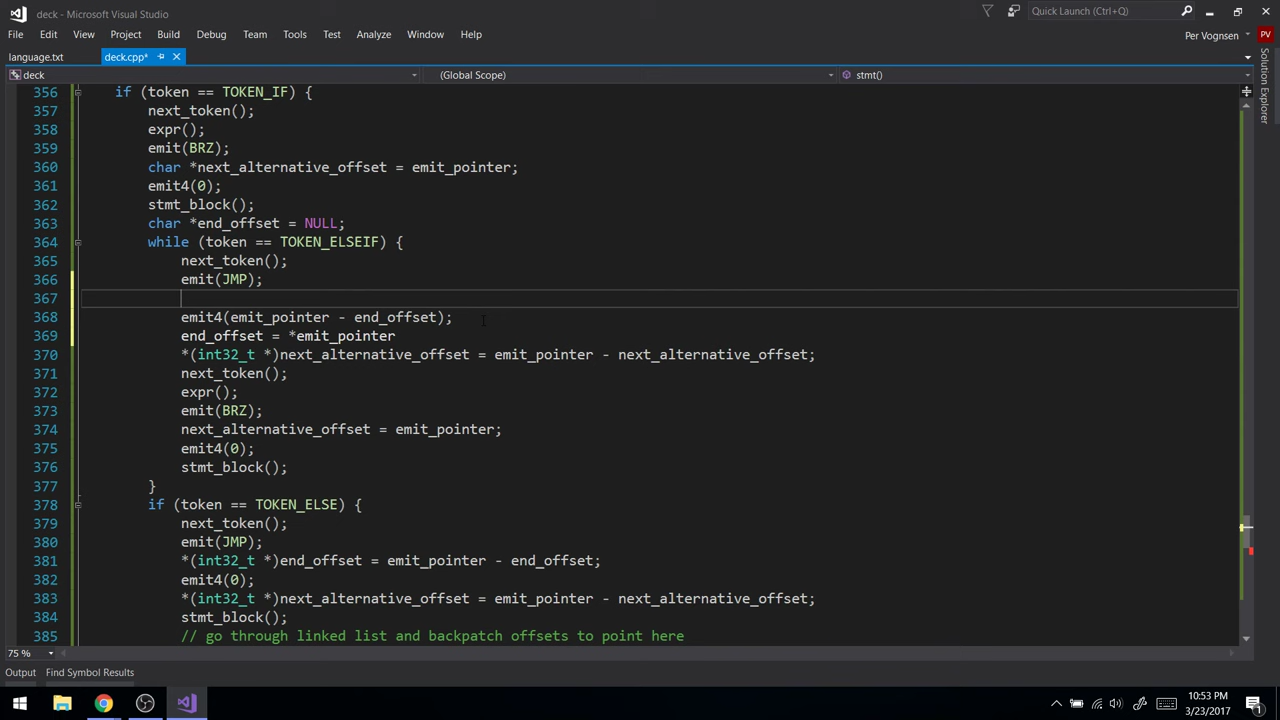 deck - Microsoft Visual Studio
Quick Launch (Ctrl+Q)
File Edit View Project Build Debug Team Tools Test Analyze Window Help
Per Vognsen PV
language.txt deck.cpp*
deck (Global Scope) stmt()
Solution Explorer
356 if (token == TOKEN_IF) {
357 next_token();
358 expr();
359 emit(BRZ);
360 char *next_alternative_offset = emit_pointer;
361 emit4(0);
362 stmt_block();
363 char *end_offset = NULL;
364 while (token == TOKEN_ELSEIF) {
365 next_token();
366 emit(JMP);
367
368 emit4(emit_pointer - end_offset);
369 end_offset = *emit_pointer
370 *(int32_t *)next_alternative_offset = emit_pointer - next_alternative_offset;
371 next_token();
372 expr();
373 emit(BRZ);
374 next_alternative_offset = emit_pointer;
375 emit4(0);
376 stmt_block();
377 }
378 if (token == TOKEN_ELSE) {
379 next_token();
380 emit(JMP);
381 *(int32_t *)end_offset = emit_pointer - end_offset;
382 emit4(0);
383 *(int32_t *)next_alternative_offset = emit_pointer - next_alternative_offset;
384 stmt_block();
385 // go through linked list and backpatch offsets to point here
75 %
Output Find Symbol Results
10:53 PM
3/23/2017
1